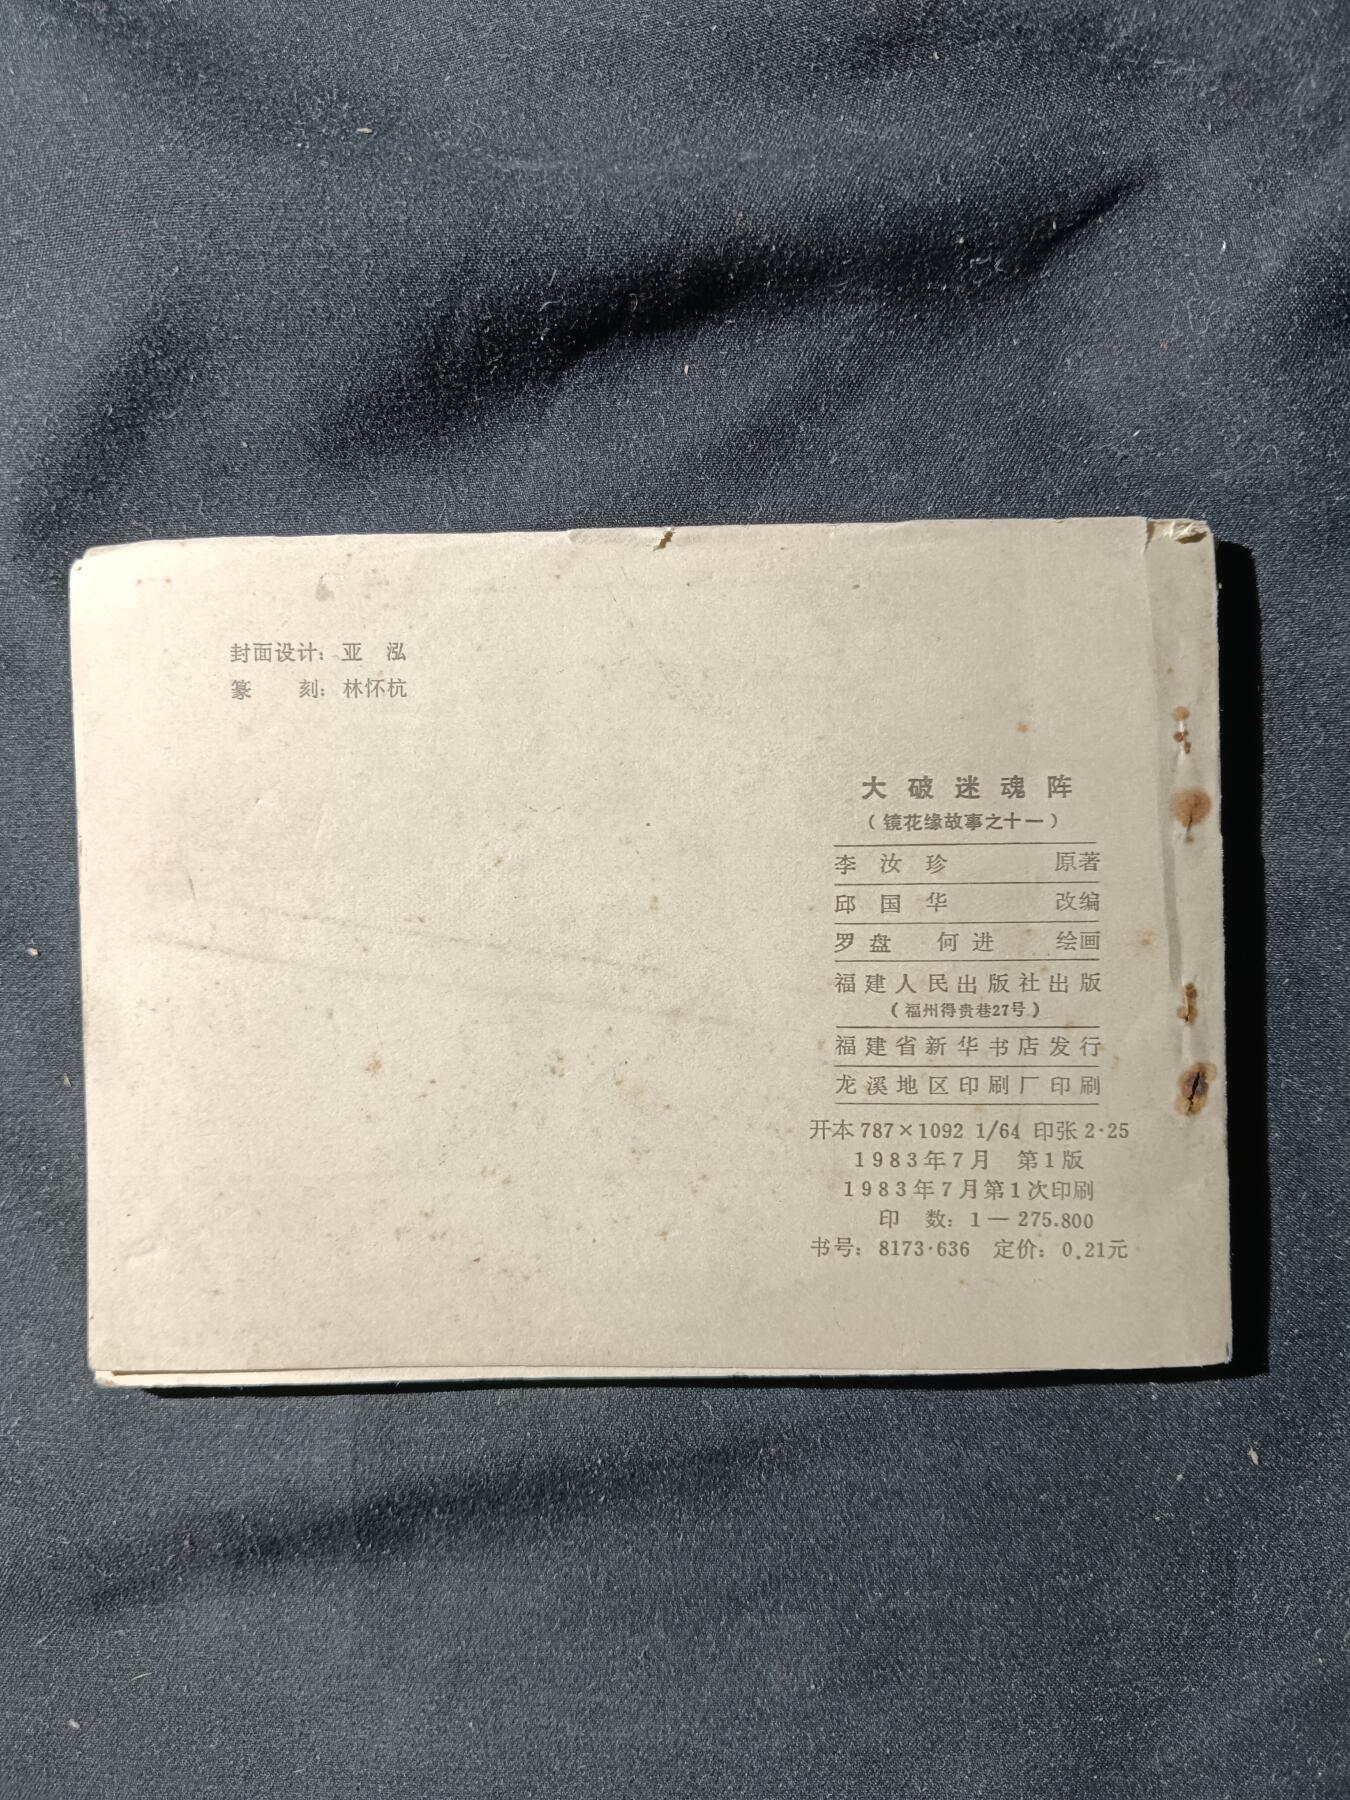 封面设计：亚 泓
篆 刻：林怀杭
大破迷魂阵
（镜花缘故事之十一）
李汝珍 原著
邱国华 改编
罗盘 何进 绘画
福建人民出版社出版
（福州得贵巷27号）
福建省新华书店发行
龙溪地区印刷厂印刷
开本 787×1092 1/64 印张 2·25
1983年7月 第1版
1983年7月第1次印刷
印 数：1—275.800
书号：8173·636 定价：0.21元